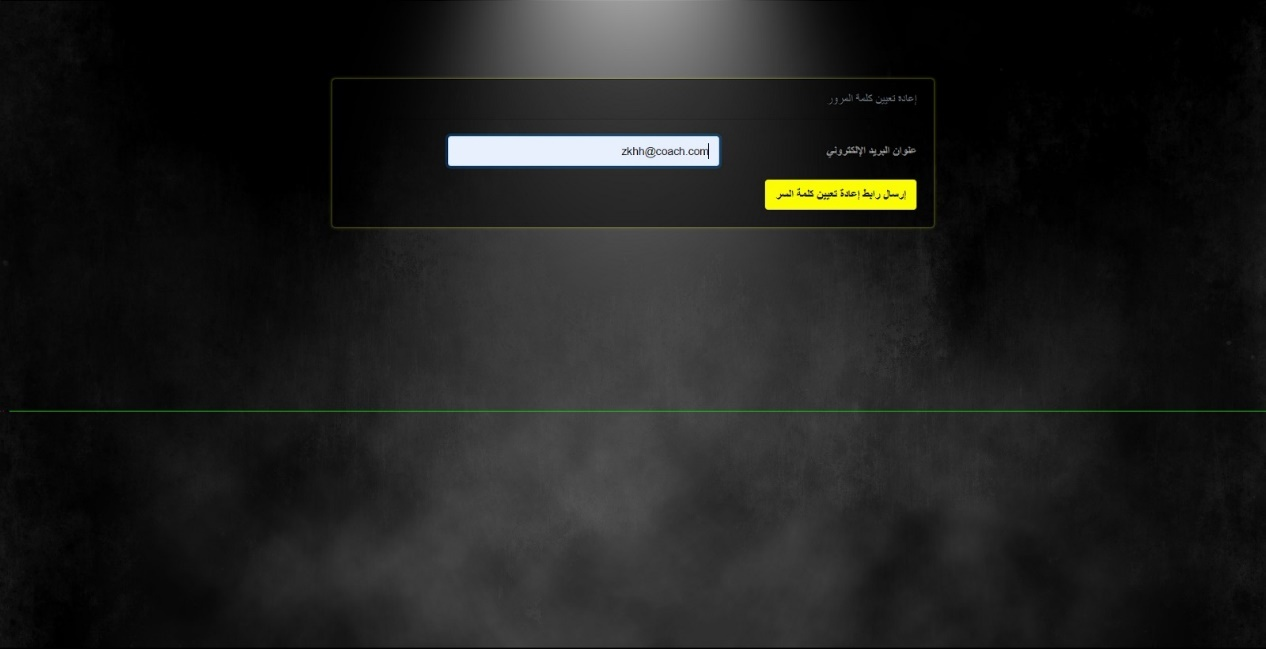 إعادة تعيين كلمة المرور
عنوان البريد الإلكتروني
zkhh@coach.com
إرسال رابط إعادة تعيين كلمة السر